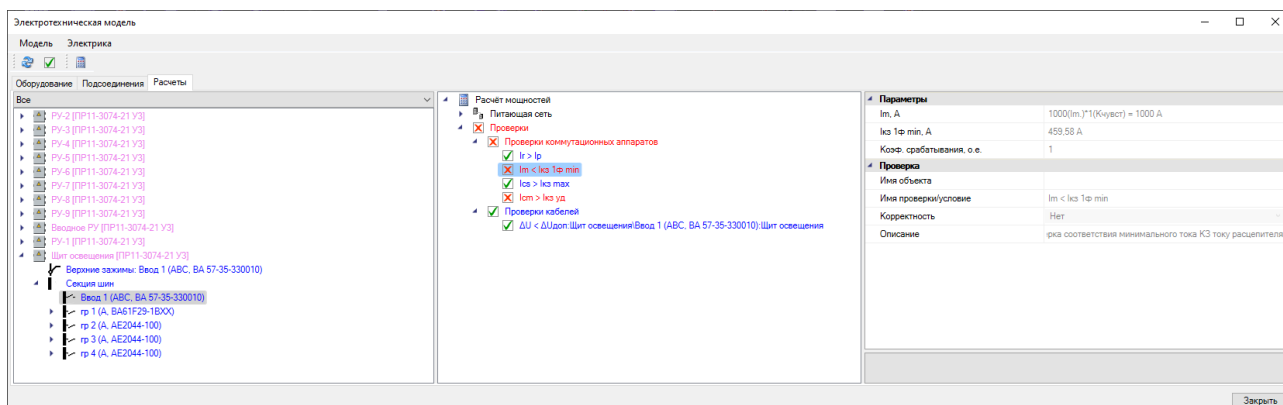 Электротехническая модель
Модель Электрика
Оборудование Подсоединения Расчеты
Все
РУ-2 [ПР11-3074-21 У3]
РУ-3 [ПР11-3074-21 У3]
РУ-4 [ПР11-3074-21 У3]
РУ-5 [ПР11-3074-21 У3]
РУ-6 [ПР11-3074-21 У3]
РУ-7 [ПР11-3074-21 У3]
РУ-8 [ПР11-3074-21 У3]
РУ-9 [ПР11-3074-21 У3]
Вводное РУ [ПР11-3074-21 У3]
РУ-1 [ПР11-3074-21 У3]
Щит освещения [ПР11-3074-21 У3]
Верхние зажимы: Ввод 1 (ABC, ВА 57-35-330010)
Секция шин
Ввод 1 (ABC, ВА 57-35-330010)
гр 1 (A, BA61F29-1BXX)
гр 2 (A, АЕ2044-100)
гр 3 (A, АЕ2044-100)
гр 4 (A, АЕ2044-100)
Расчёт мощностей
Питающая сеть
Проверки
Проверки коммутационных аппаратов
Ir > Iр
Im < Iкз 1Ф min
Ics > Iкз max
Icm > Iкз уд
Проверки кабелей
ΔU < ΔUдоп:Щит освещения\Ввод 1 (ABC, ВА 57-35-330010):Щит освещения
Параметры
Im, А 1000(Im.)*1(Кчувст) = 1000 А
Iкз 1Ф min, А 459,58 А
Коэф. срабатывания, о.е. 1
Проверка
Имя объекта
Имя проверки/условие Im < Iкз 1Ф min
Корректность Нет
Описание рка соответствия минимального тока КЗ току расцепителя
Закрыть